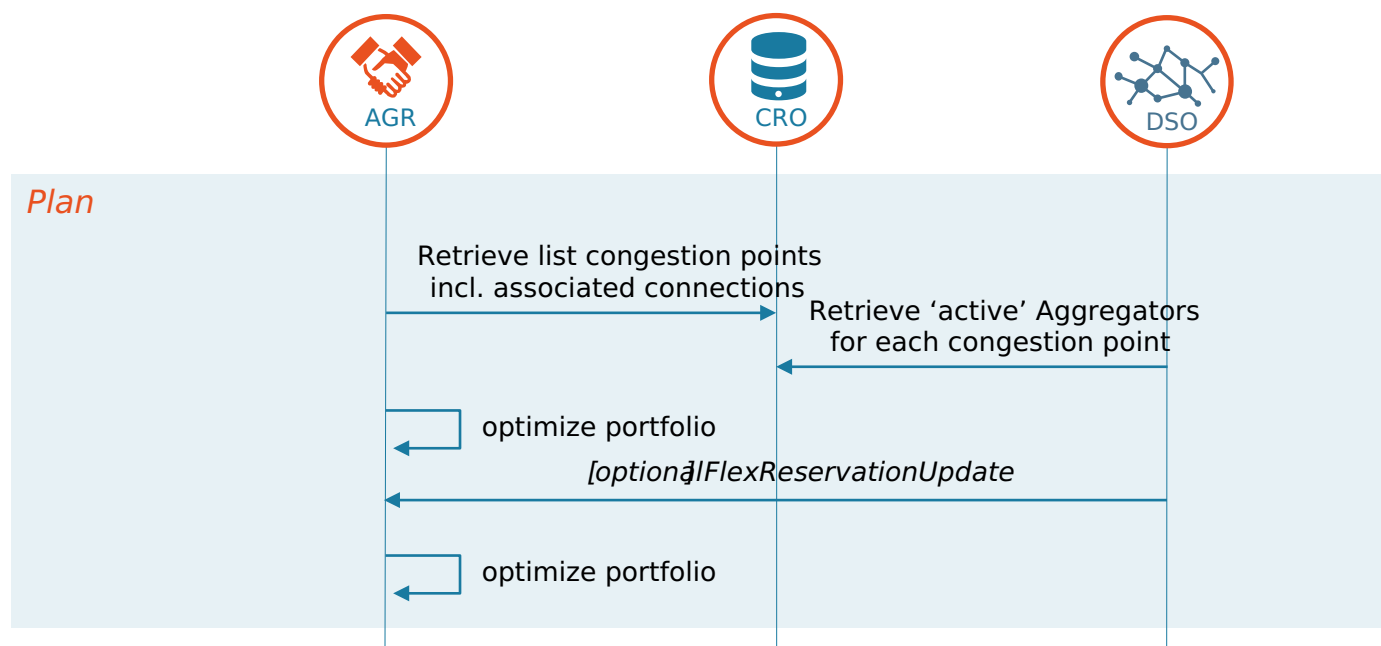 AGR
CRO
DSO
Plan
Retrieve list congestion points
incl. associated connections
Retrieve ‘active’ Aggregators
for each congestion point
optimize portfolio
[optional]FlexReservationUpdate
optimize portfolio